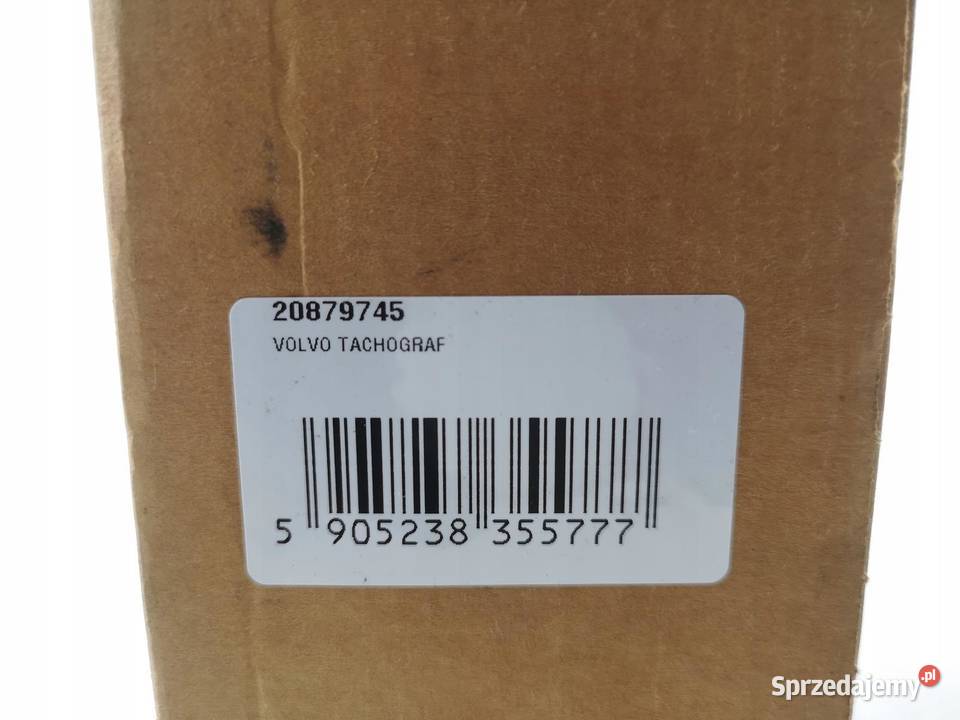 20879745
VOLVO TACHOGRAF
5 905238 355777
Sprzedajemy.pl